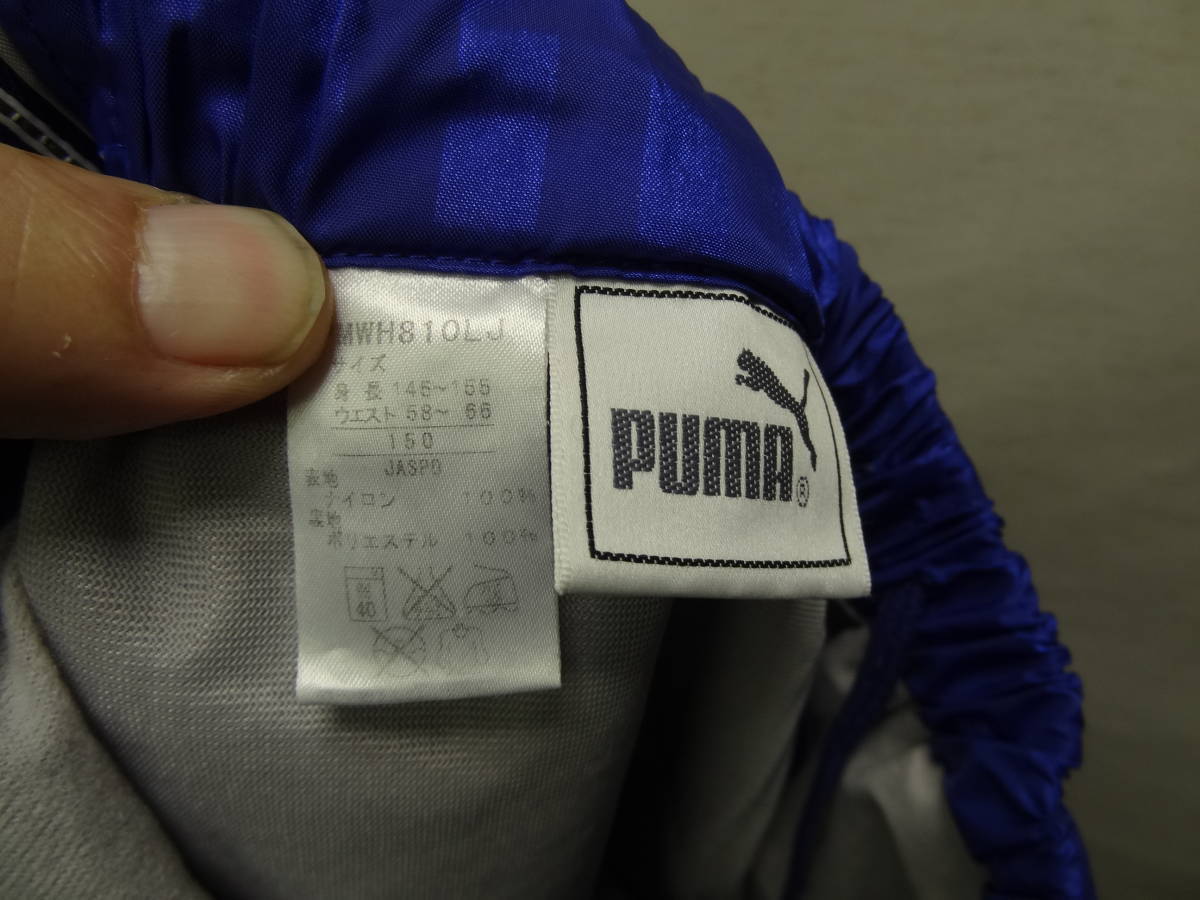 MWH810LJ
サイズ
身長 145~155
ウエスト 58~ 66
150
JASPO
表地
ナイロン 100%
裏地
ポリエステル 100%
40
PUMA®